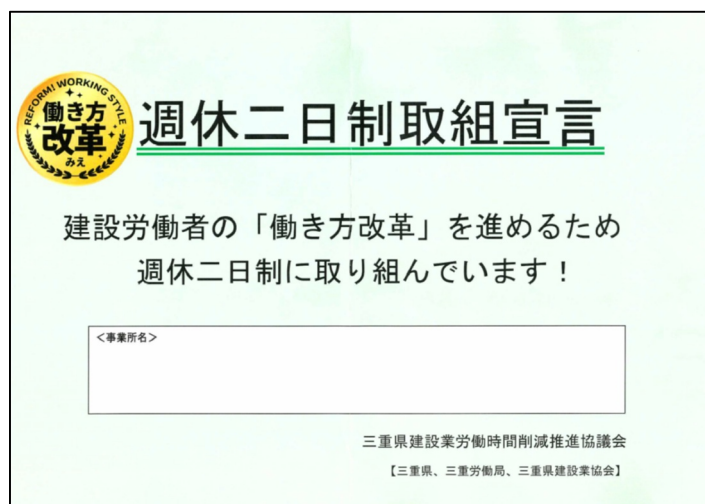 REFORM! WORKING STYLE
働き方
改革
みえ
週休二日制取組宣言
建設労働者の「働き方改革」を進めるため
週休二日制に取り組んでいます！
＜事業所名＞
三重県建設業労働時間削減推進協議会
【三重県、三重労働局、三重県建設業協会】